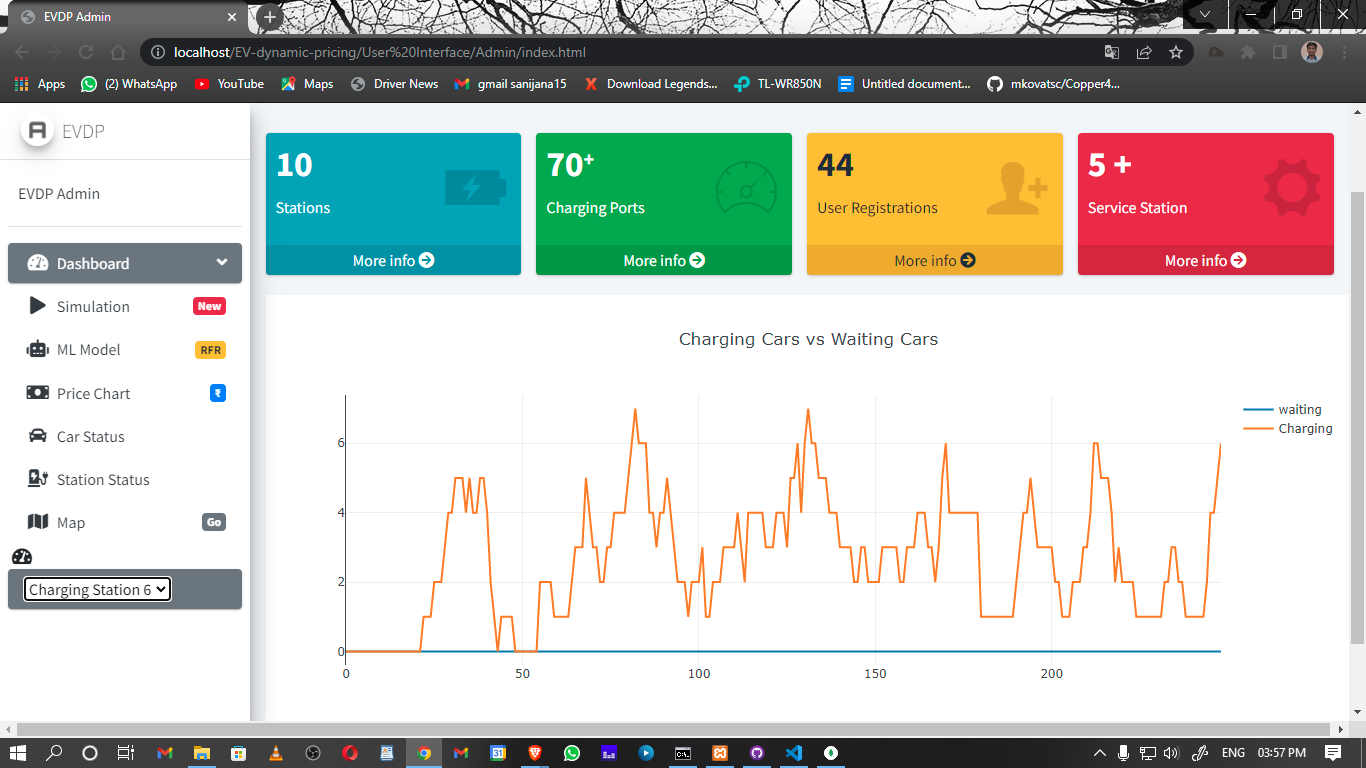 EVDP Admin
localhost/EV-dynamic-pricing/User%20Interface/Admin/index.html
Apps (2) WhatsApp YouTube Maps Driver News gmail sanijana15 Download Legends... TL-WR850N Untitled document... mkovatsc/Copper4...
A EVDP
EVDP Admin
Dashboard
Simulation New
ML Model RFR
Price Chart ₹
Car Status
Station Status
Map Go
Charging Station 6
10
Stations
More info
70+
Charging Ports
More info
44
User Registrations
More info
5 +
Service Station
More info
Charging Cars vs Waiting Cars
waiting
Charging
6
4
2
0
0 50 100 150 200
ENG 03:57 PM